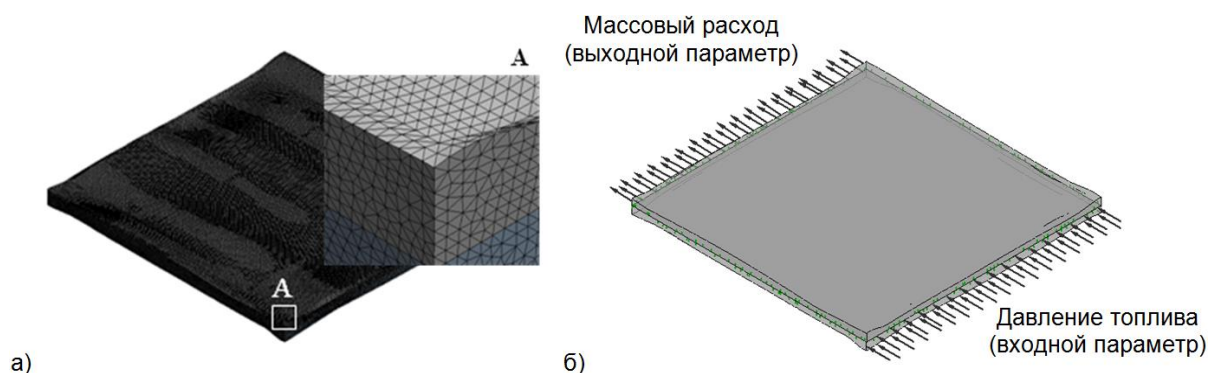 Массовый расход
(выходной параметр)
A
A
Давление топлива
(входной параметр)
а)
б)